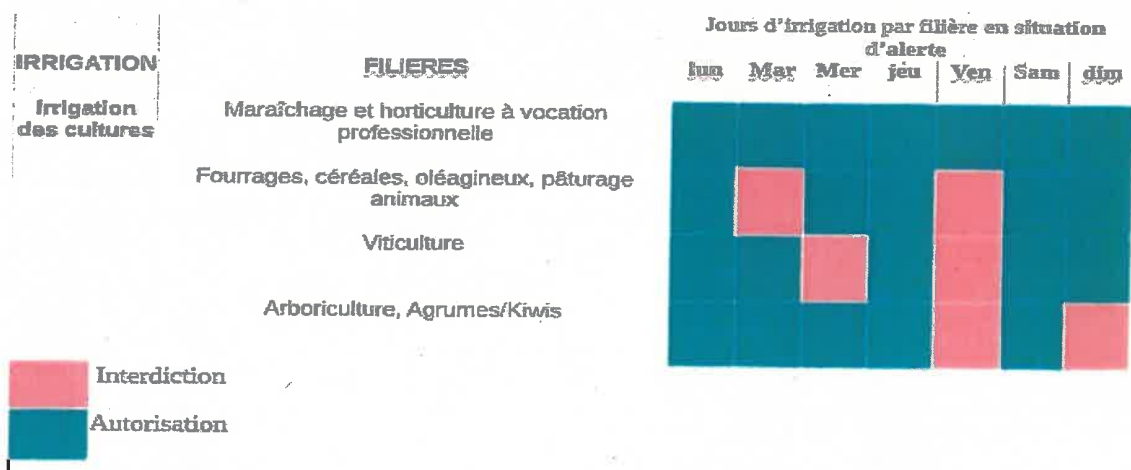 Jours d'irrigation par filière en situation
d'alerte
IRRIGATION
FILIERES
lun Mar Mer jeu Ven Sam dim
Irrigation
des cultures
Maraîchage et horticulture à vocation
professionnelle
Fourrages, céréales, oléagineux, pâturage
animaux
Viticulture
Arboriculture, Agrumes/Kiwis
Interdiction
Autorisation